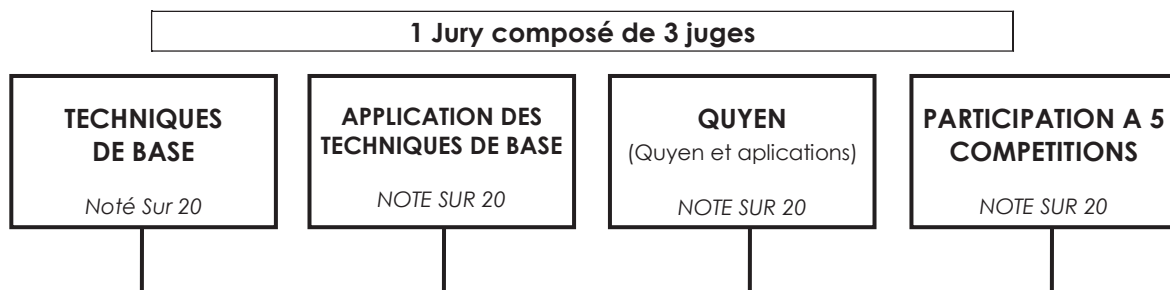 1 Jury composé de 3 juges
TECHNIQUES
DE BASE
Noté Sur 20
APPLICATION DES
TECHNIQUES DE BASE
NOTE SUR 20
QUYEN
(Quyen et aplications)
NOTE SUR 20
PARTICIPATION A 5
COMPETITIONS
NOTE SUR 20